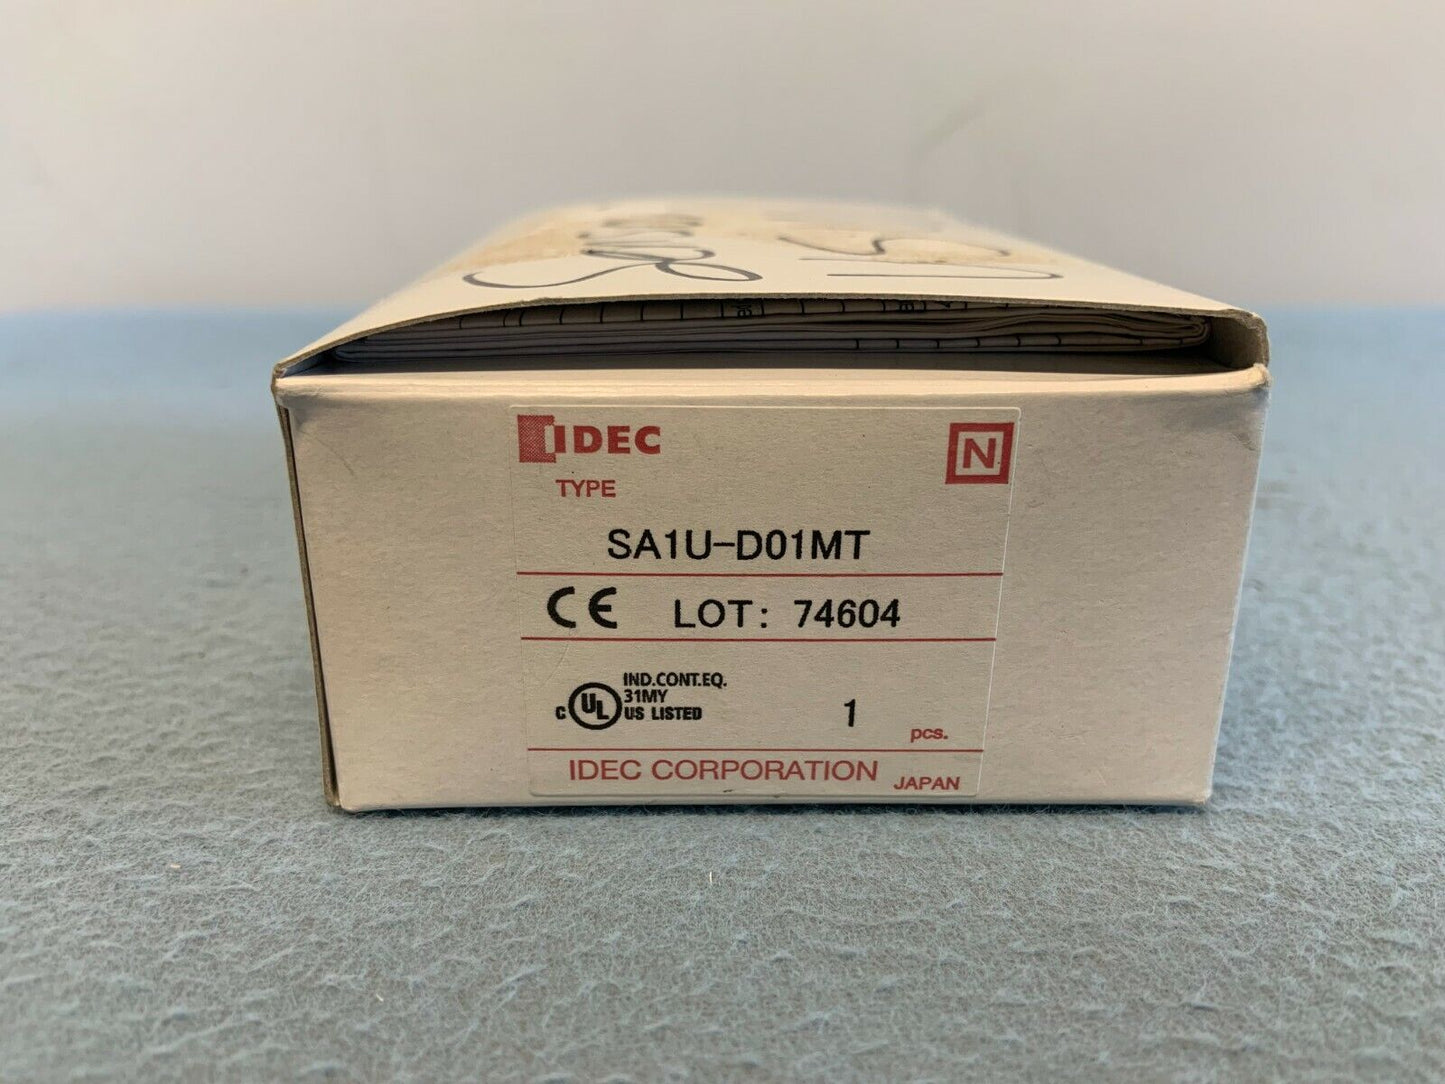 IDEC
N
TYPE
SA1U-D01MT
CE LOT: 74604
IND.CONT.EQ.
31MY
C UL US LISTED
1 pcs.
IDEC CORPORATION JAPAN